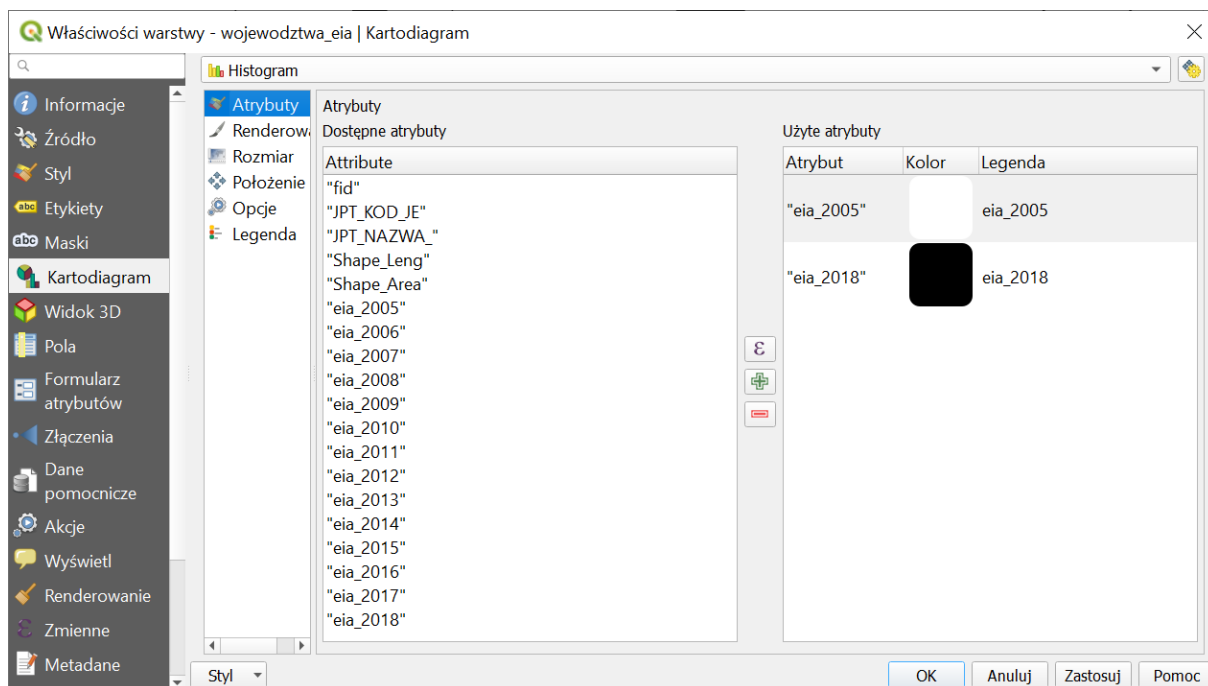 Właściwości warstwy - wojewodztwa_eia | Kartodiagram
Histogram
Informacje
Źródło
Styl
abc Etykiety
abc Maski
Kartodiagram
Widok 3D
Pola
Formularz
atrybutów
Złączenia
Dane
pomocnicze
Akcje
Wyświetl
Renderowanie
Zmienne
Metadane
Atrybuty
Renderowa
Rozmiar
Położenie
Opcje
Legenda
Atrybuty
Dostępne atrybuty
Attribute
"fid"
"JPT_KOD_JE"
"JPT_NAZWA_"
"Shape_Leng"
"Shape_Area"
"eia_2005"
"eia_2006"
"eia_2007"
"eia_2008"
"eia_2009"
"eia_2010"
"eia_2011"
"eia_2012"
"eia_2013"
"eia_2014"
"eia_2015"
"eia_2016"
"eia_2017"
"eia_2018"
ε
Użyte atrybuty
Atrybut Kolor Legenda
"eia_2005" eia_2005
"eia_2018" eia_2018
Styl OK Anuluj Zastosuj Pomoc